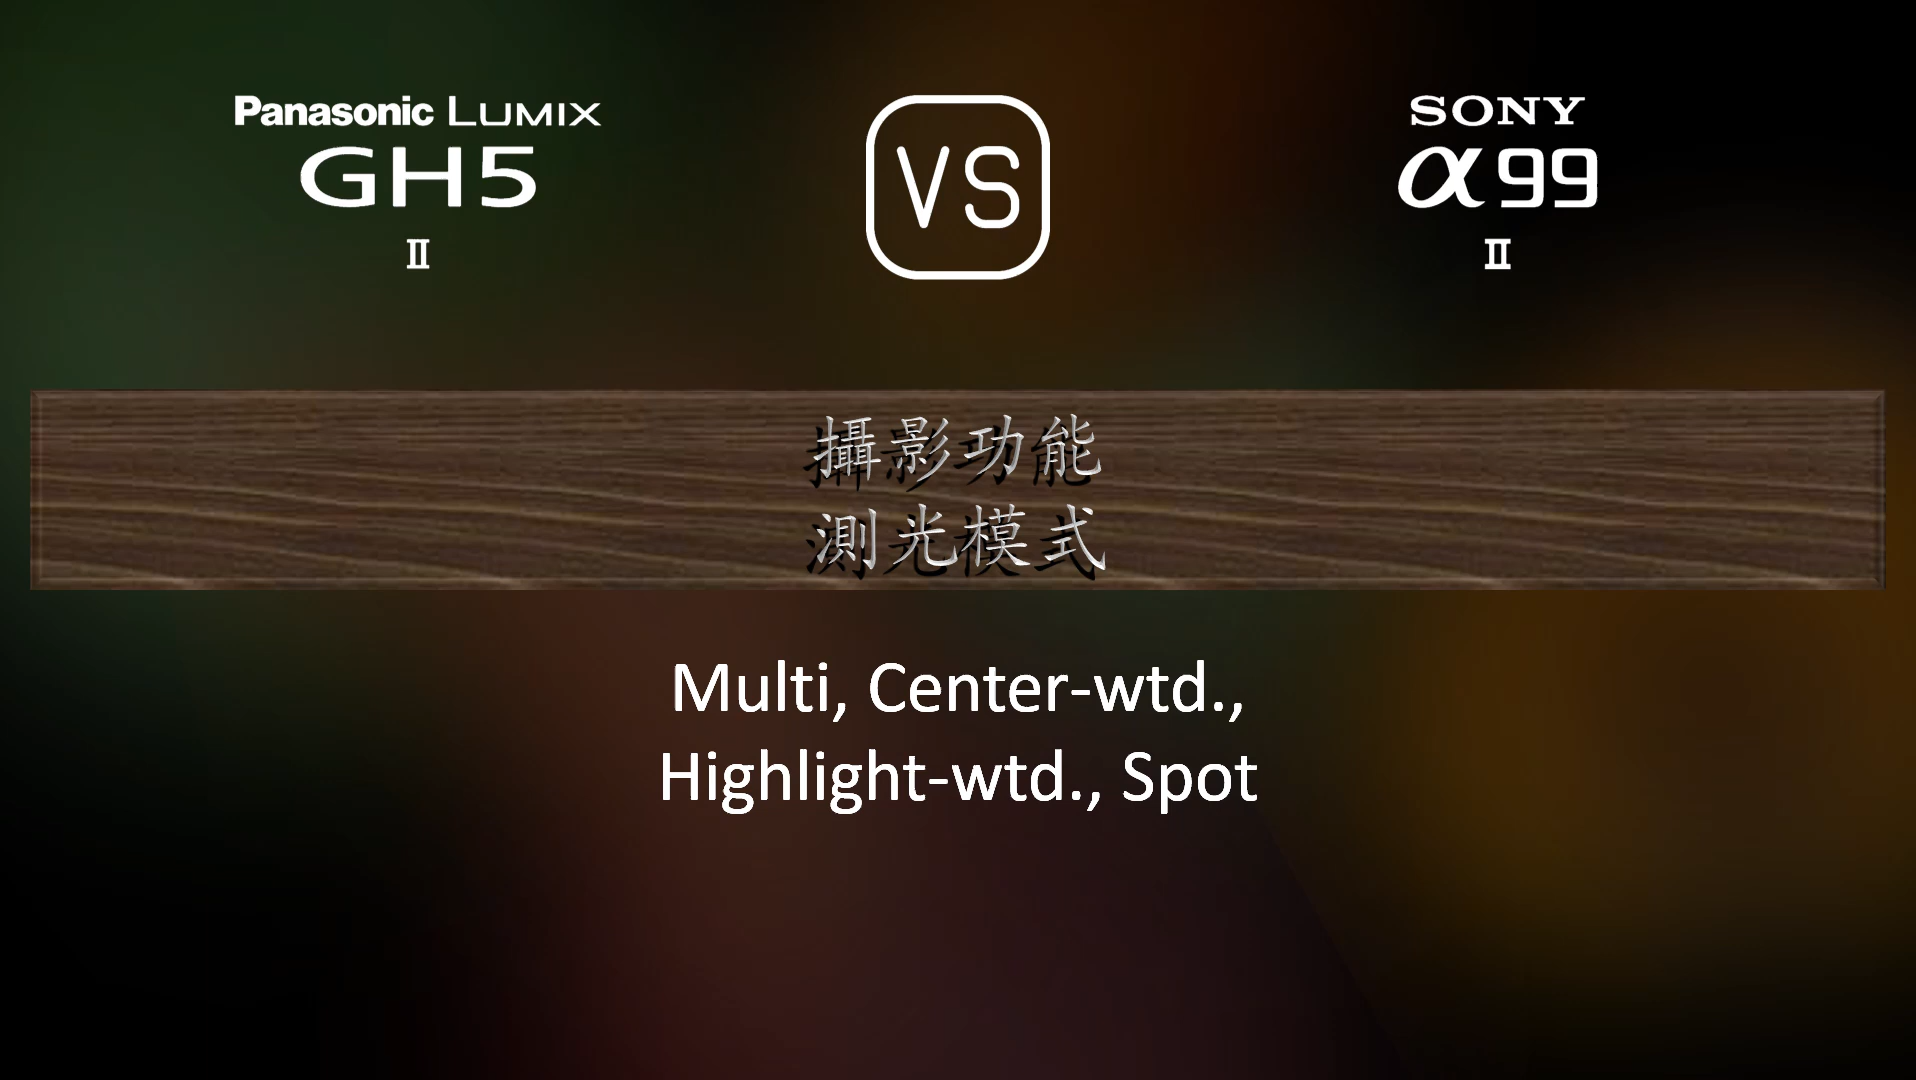 Panasonic LUMIX
GH5
II
VS
SONY
α99
II
攝影功能
測光模式
Multi, Center-wtd.,
Highlight-wtd., Spot